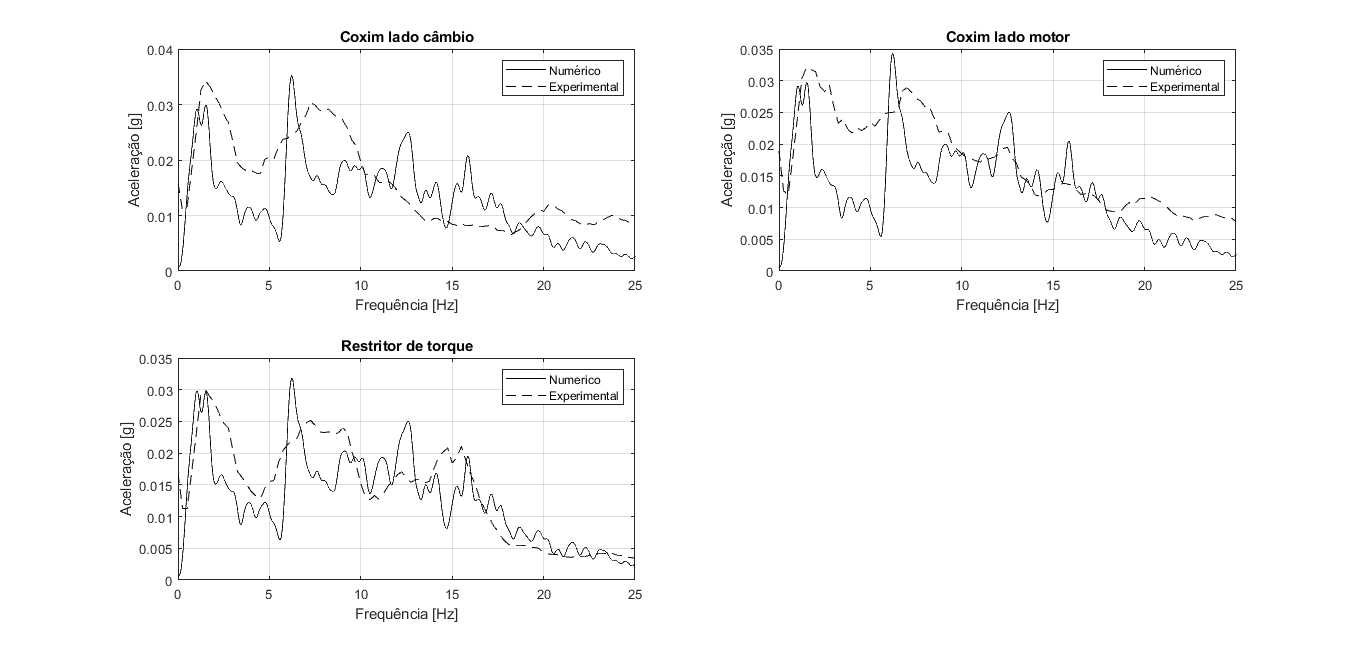 Coxim lado câmbio
Numérico
Experimental
0.04
0.03
0.02
0.01
0
Aceleração [g]
0 5 10 15 20 25
Frequência [Hz]
Coxim lado motor
Numérico
Experimental
0.035
0.03
0.025
0.02
0.015
0.01
0.005
0
Aceleração [g]
0 5 10 15 20 25
Frequência [Hz]
Restritor de torque
Numerico
Experimental
0.035
0.03
0.025
0.02
0.015
0.01
0.005
0
Aceleração [g]
0 5 10 15 20 25
Frequência [Hz]